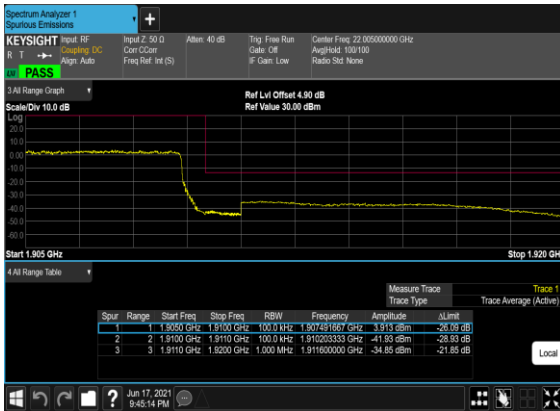 Spectrum Analyzer 1
Spurious Emissions
+
KEYSIGHT Input: RF Input Z: 50 Ω Atten: 40 dB Trig: Free Run Center Freq: 22.005000000 GHz
R T Coupling: DC Corr CCorr Gate: Off Avg|Hold: 100/100
Align: Auto Freq Ref: Int (S) IF Gain: Low Radio Std: None
PASS
3 All Range Graph
Ref Lvl Offset 4.90 dB
Scale/Div 10.0 dB Ref Value 30.00 dBm
Log
20.0
10.0
0.00
-10.0
-20.0
-30.0
-40.0
-50.0
-60.0
Start 1.905 GHz Stop 1.920 GH
4 All Range Table
Measure Trace Trace 1
Trace Type Trace Average (Active)
Spur Range Start Freq Stop Freq RBW Frequency Amplitude ΔLimit
1 1 1.9050 GHz 1.9100 GHz 100.0 kHz 1.907491667 GHz 3.913 dBm -26.09 dB
2 2 1.9100 GHz 1.9110 GHz 100.0 kHz 1.910203333 GHz -41.93 dBm -28.93 dB
3 3 1.9110 GHz 1.9200 GHz 1.000 MHz 1.911600000 GHz -34.85 dBm -21.85 dB
Local
Jun 17, 2021
9:45:14 PM